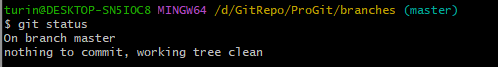 turin@DESKTOP-SN5IOC8 MINGW64 /d/GitRepo/ProGit/branches (master)
$ git status
On branch master
nothing to commit, working tree clean